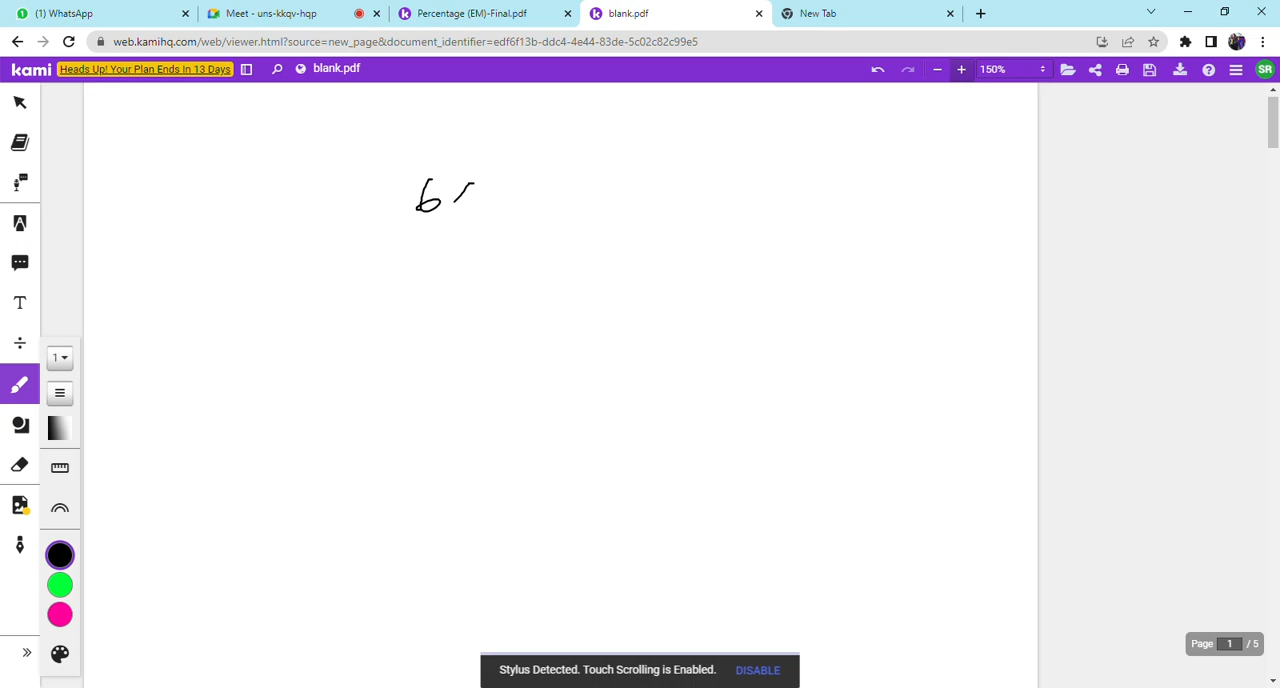 (1) WhatsApp
Meet - uns-kkqv-hqp
Percentage (EM)-Final.pdf
blank.pdf
New Tab
web.kamihq.com/web/viewer.html?source=new_page&document_identifier=edf6f13b-ddc4-4e44-83de-5c02c82c99e5
kami
Heads Up! Your Plan Ends In 13 Days
blank.pdf
150%
SR
6
1
Page 1 / 5
Stylus Detected. Touch Scrolling is Enabled. DISABLE